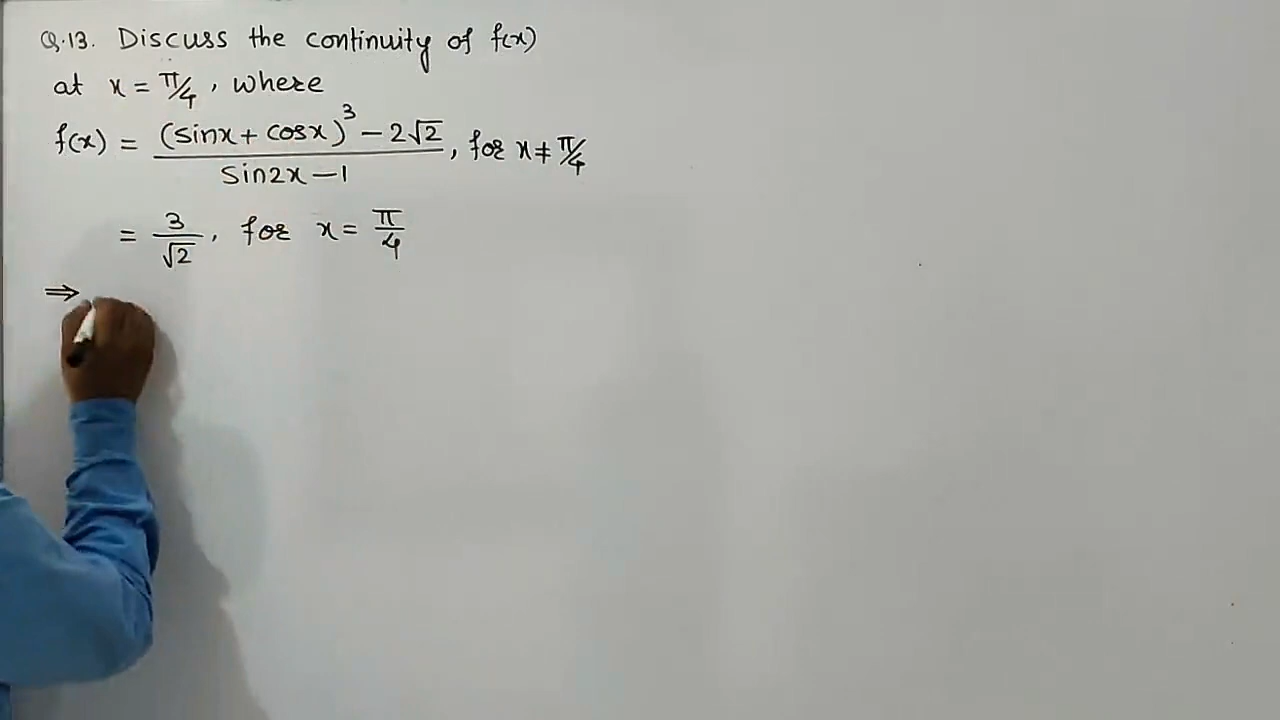 Q.13. Discuss the continuity of f(x)
at x = π/4 , where
f(x) = (sinx + cosx)³ − 2√2 / sin2x − 1 , for x ≠ π/4
= 3/√2 , for x = π/4
⇒